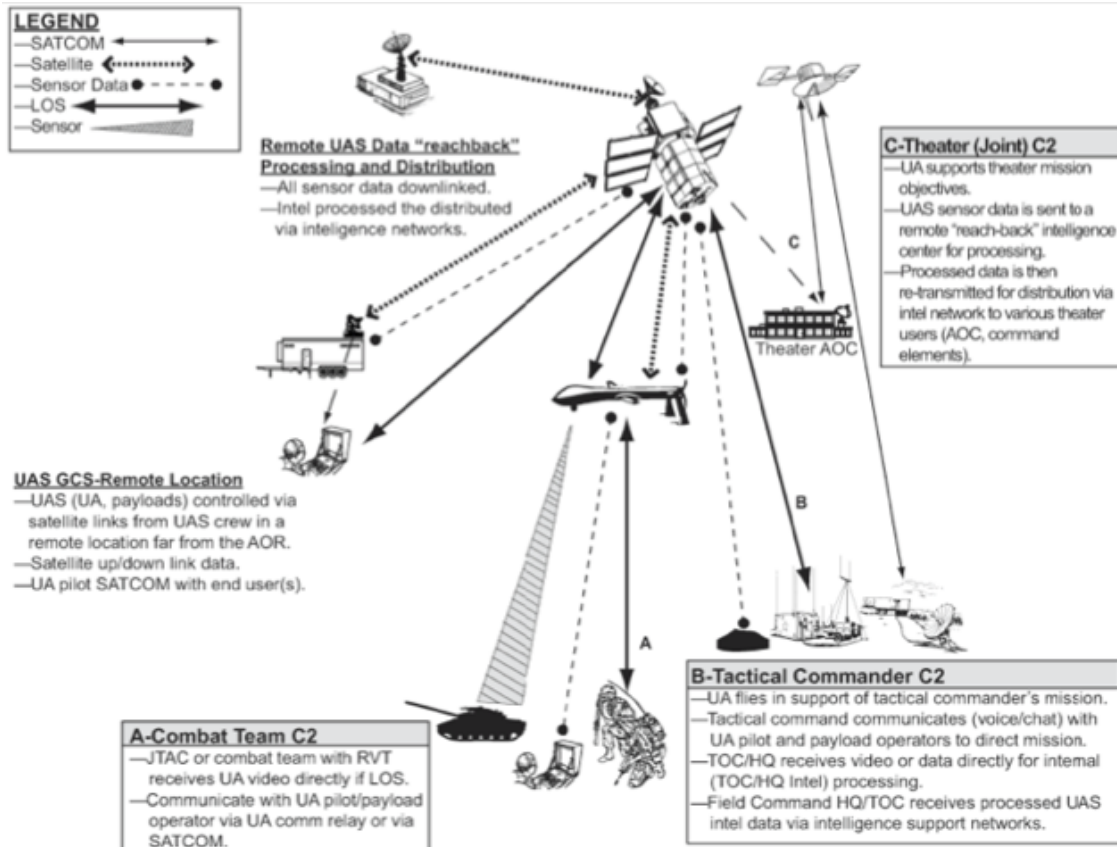 LEGEND
—SATCOM
—Satellite
—Sensor Data
—LOS
—Sensor
Remote UAS Data “reachback”
Processing and Distribution
—All sensor data downlinked.
—Intel processed the distributed
via inteligence networks.
C-Theater (Joint) C2
—UA supports theater mission
objectives.
—UAS sensor data is sent to a
remote “reach-back” intelligence
center for processing.
—Processed data is then
re-transmitted for distribution via
intel network to various theater
users (AOC, command
elements).
C
Theater AOC
UAS GCS-Remote Location
—UAS (UA, payloads) controlled via
satellite links from UAS crew in a
remote location far from the AOR.
—Satellite up/down link data.
—UA pilot SATCOM with end user(s).
B
A
A-Combat Team C2
—JTAC or combat team with RVT
receives UA video directly if LOS.
—Communicate with UA pilot/payload
operator via UA comm relay or via
SATCOM.
B-Tactical Commander C2
—UA flies in support of tactical commander’s mission.
—Tactical command communicates (voice/chat) with
UA pilot and payload operators to direct mission.
—TOC/HQ receives video or data directly for internal
(TOC/HQ Intel) processing.
—Field Command HQ/TOC receives processed UAS
intel data via intelligence support networks.